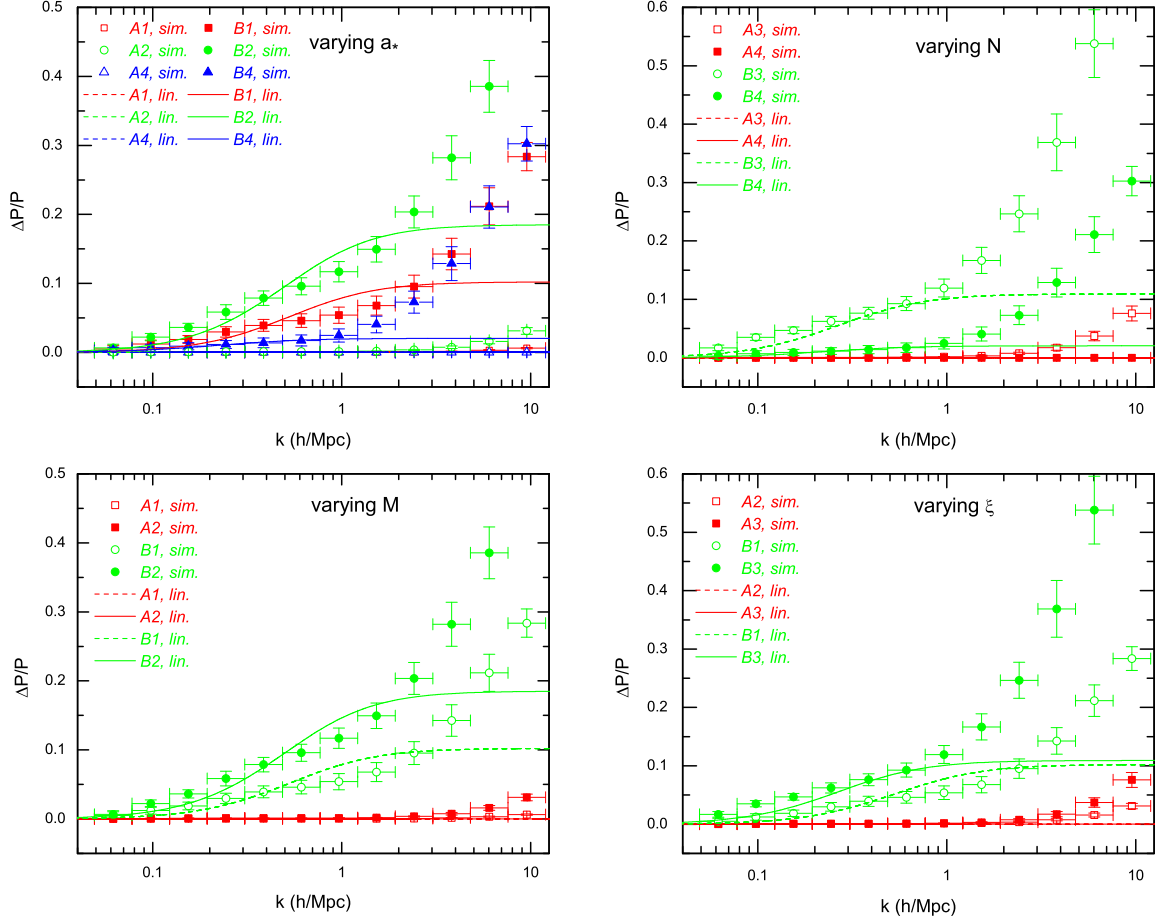 varying a*
A1, sim. B1, sim.
A2, sim. B2, sim.
A4, sim. B4, sim.
A1, lin. B1, lin.
A2, lin. B2, lin.
A4, lin. B4, lin.
0.5
0.4
0.3
0.2
0.1
0.0
ΔP/P
0.1 1 10
k (h/Mpc)
varying N
A3, sim.
A4, sim.
B3, sim.
B4, sim.
A3, lin.
A4, lin.
B3, lin.
B4, lin.
0.6
0.5
0.4
0.3
0.2
0.1
0.0
ΔP/P
0.1 1 10
k (h/Mpc)
varying M
A1, sim.
A2, sim.
B1, sim.
B2, sim.
A1, lin.
A2, lin.
B1, lin.
B2, lin.
0.5
0.4
0.3
0.2
0.1
0.0
ΔP/P
0.1 1 10
k (h/Mpc)
varying ξ
A2, sim.
A3, sim.
B1, sim.
B3, sim.
A2, lin.
A3, lin.
B1, lin.
B3, lin.
0.6
0.5
0.4
0.3
0.2
0.1
0.0
ΔP/P
0.1 1 10
k (h/Mpc)